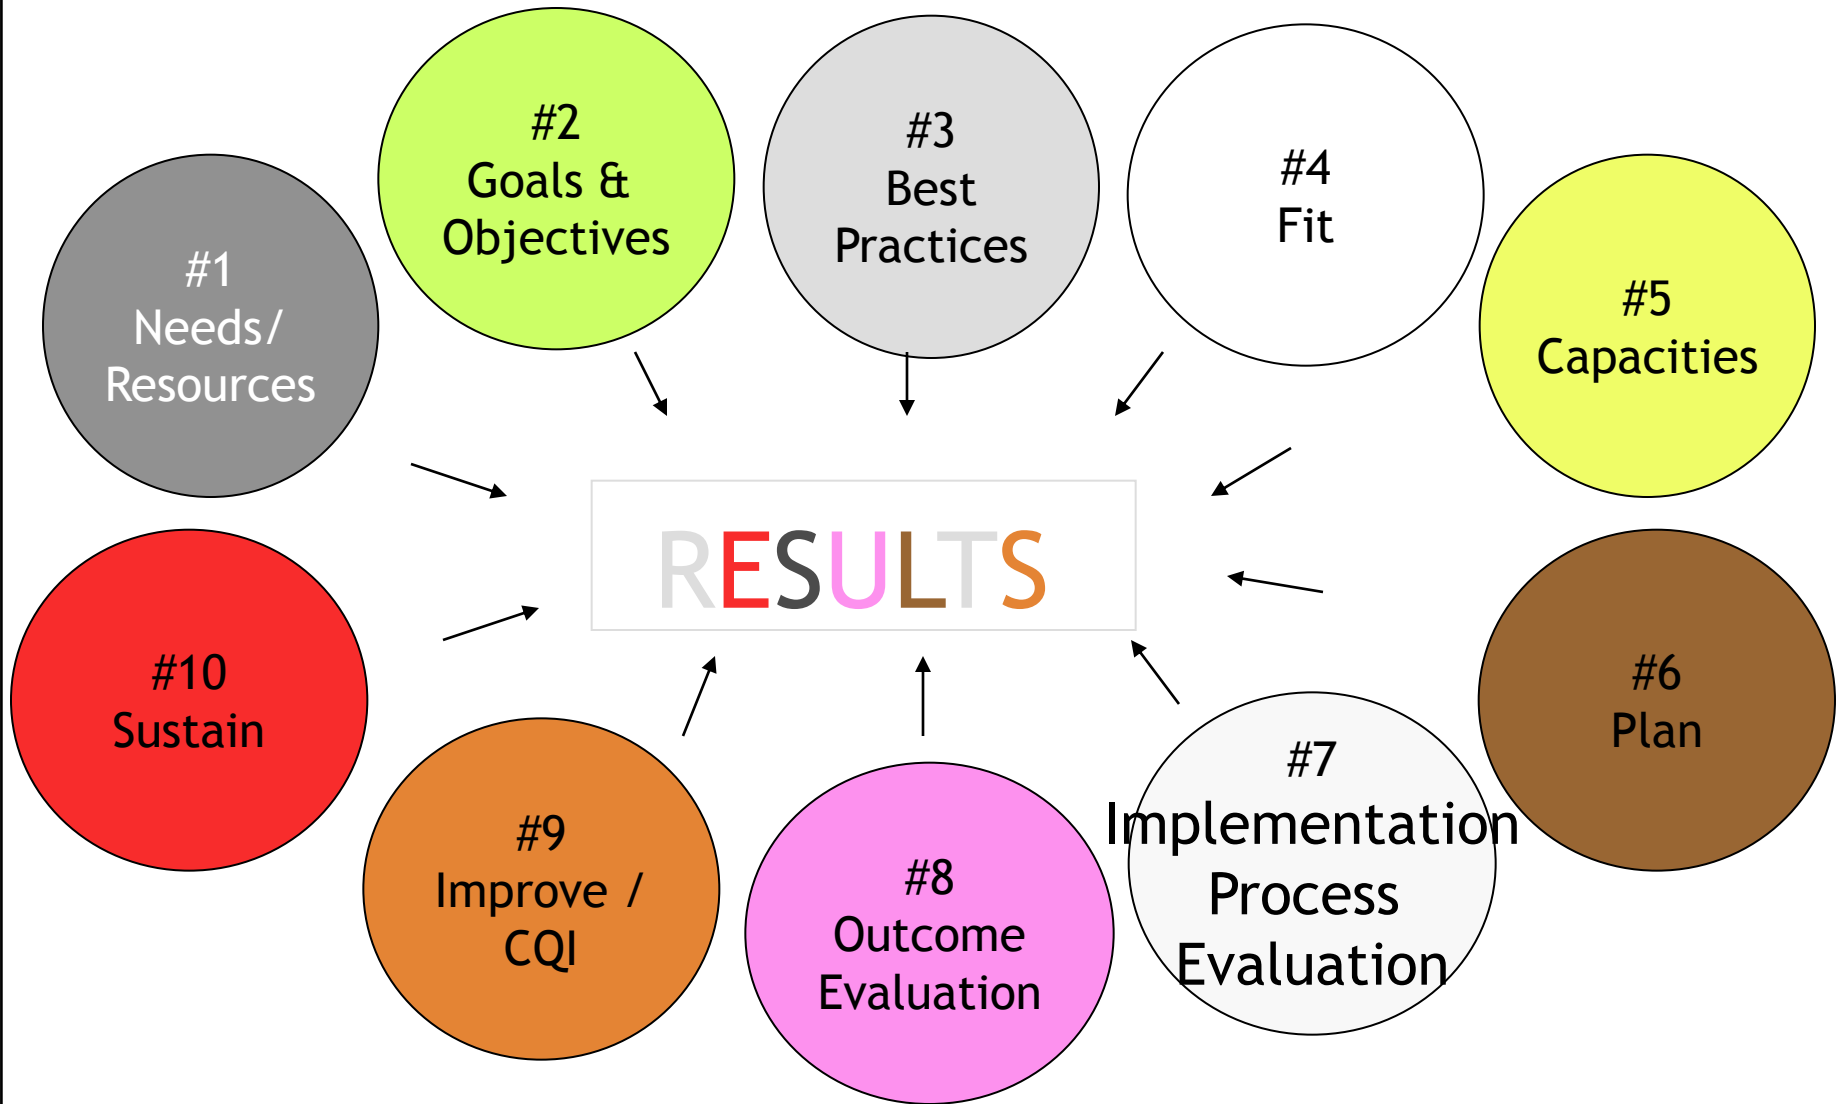 #1
Needs/
Resources
#2
Goals &
Objectives
#3
Best
Practices
#4
Fit
#5
Capacities
RESULTS
#6
Plan
#7
Implementation
Process
Evaluation
#8
Outcome
Evaluation
#9
Improve /
CQI
#10
Sustain